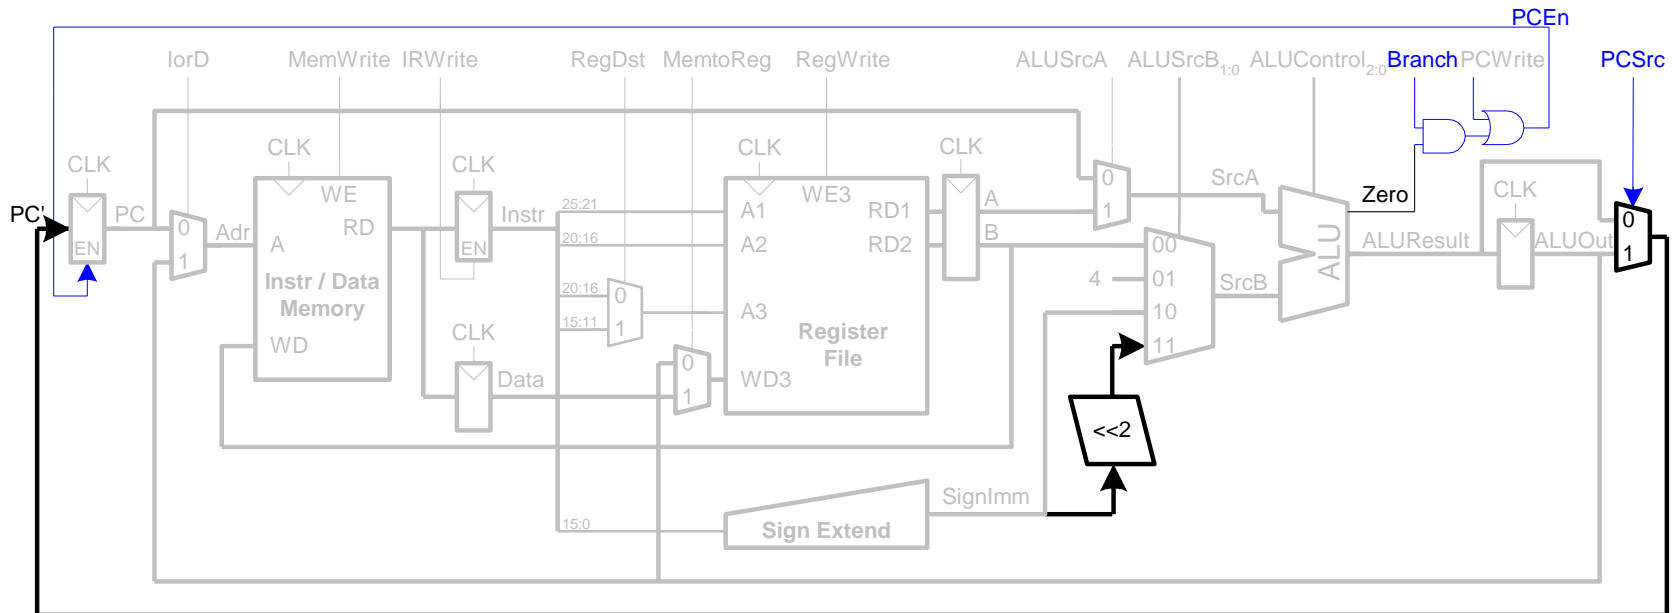 PCEn
IorD MemWrite IRWrite RegDst MemtoReg RegWrite ALUSrcA ALUSrcB1:0 ALUControl2:0 Branch PCWrite PCSrc
CLK CLK CLK CLK CLK
WE WE3 0 SrcA Zero CLK
PC' PC 0 Adr RD Instr 25:21 A1 RD1 A 1 0
EN A EN 20:16 A2 RD2 B 00 ALU ALUResult ALUOut 1
1 Instr / Data 4 01 SrcB
Memory 20:16 0 A3 10
15:11 1 Register
WD CLK File 11
0 WD3
Data 1
<<2
SignImm
15:0 Sign Extend